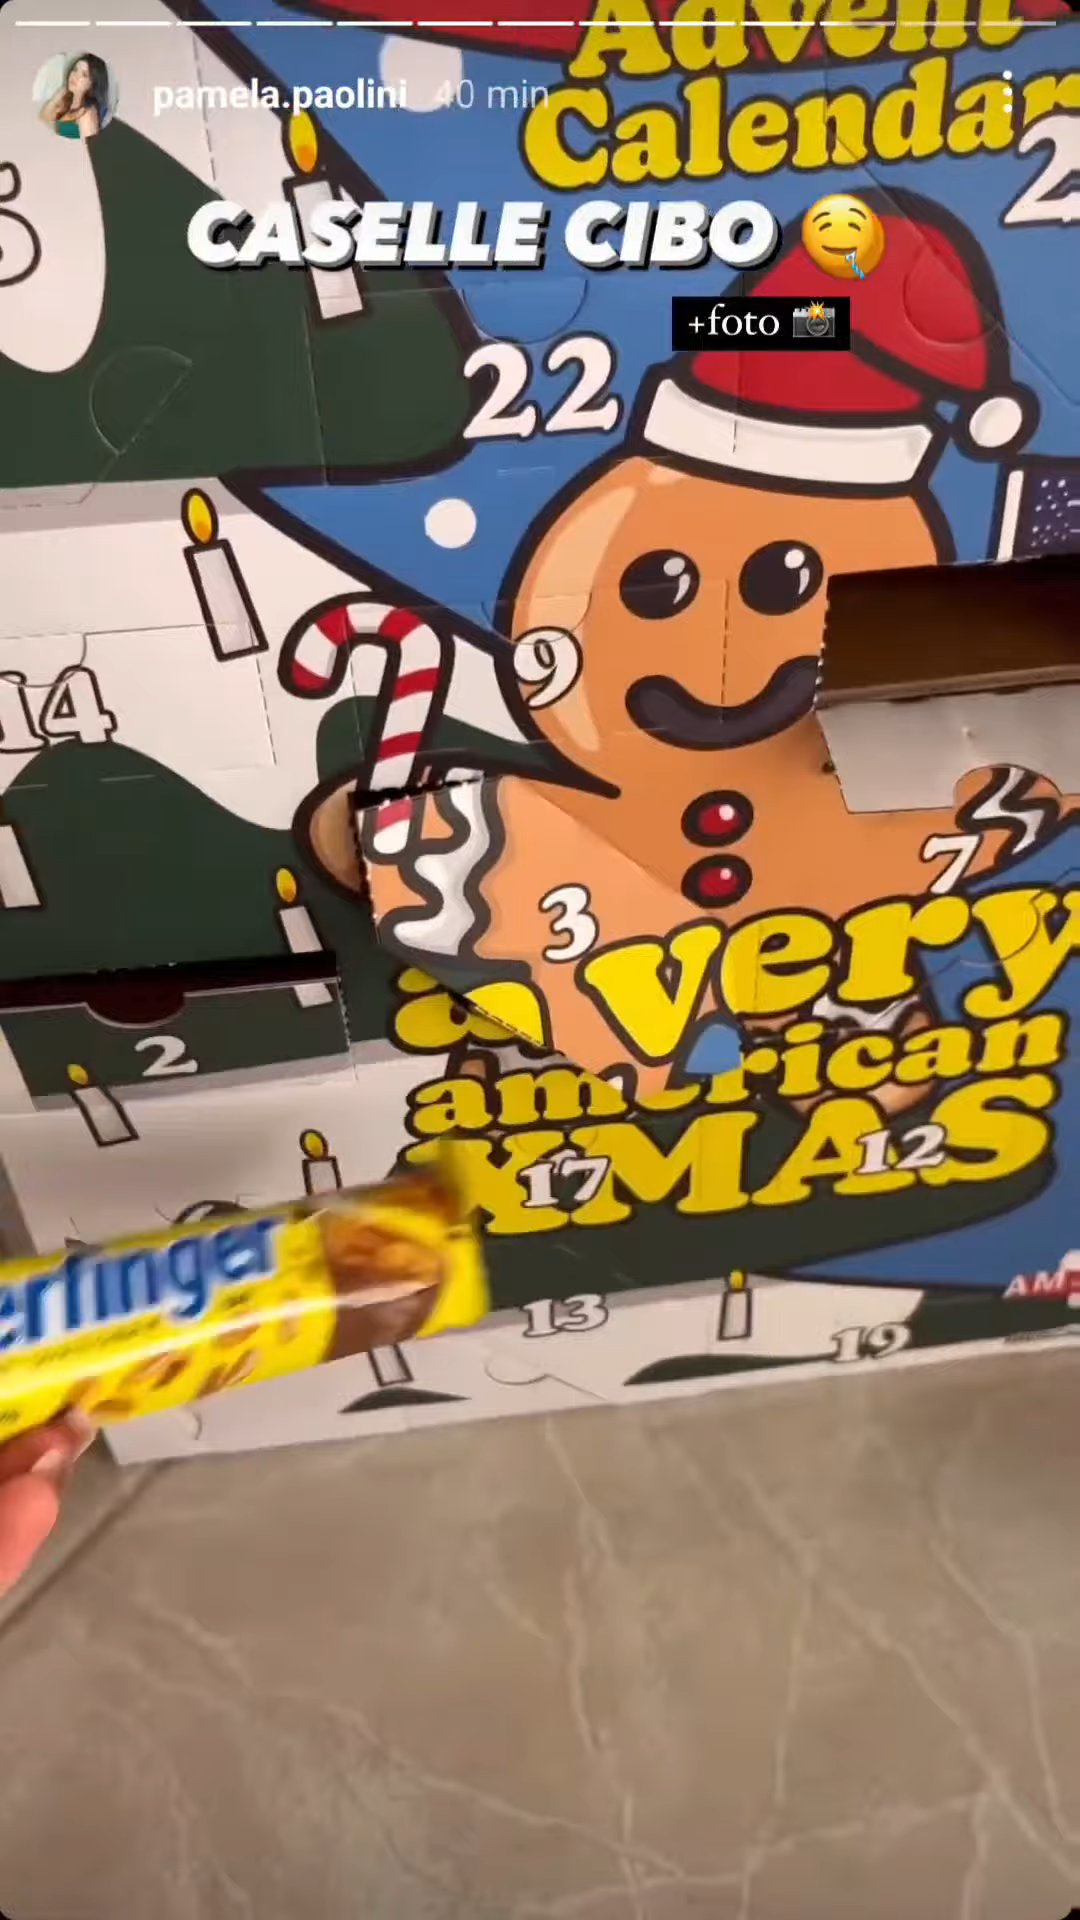 Advent
Calendar
pamela.paolini 40 min
CASELLE CIBO 🤤
+foto 📸
22
9
14
3
7
a very
american
XMAS
2
17
12
erfinger
13
19
AM